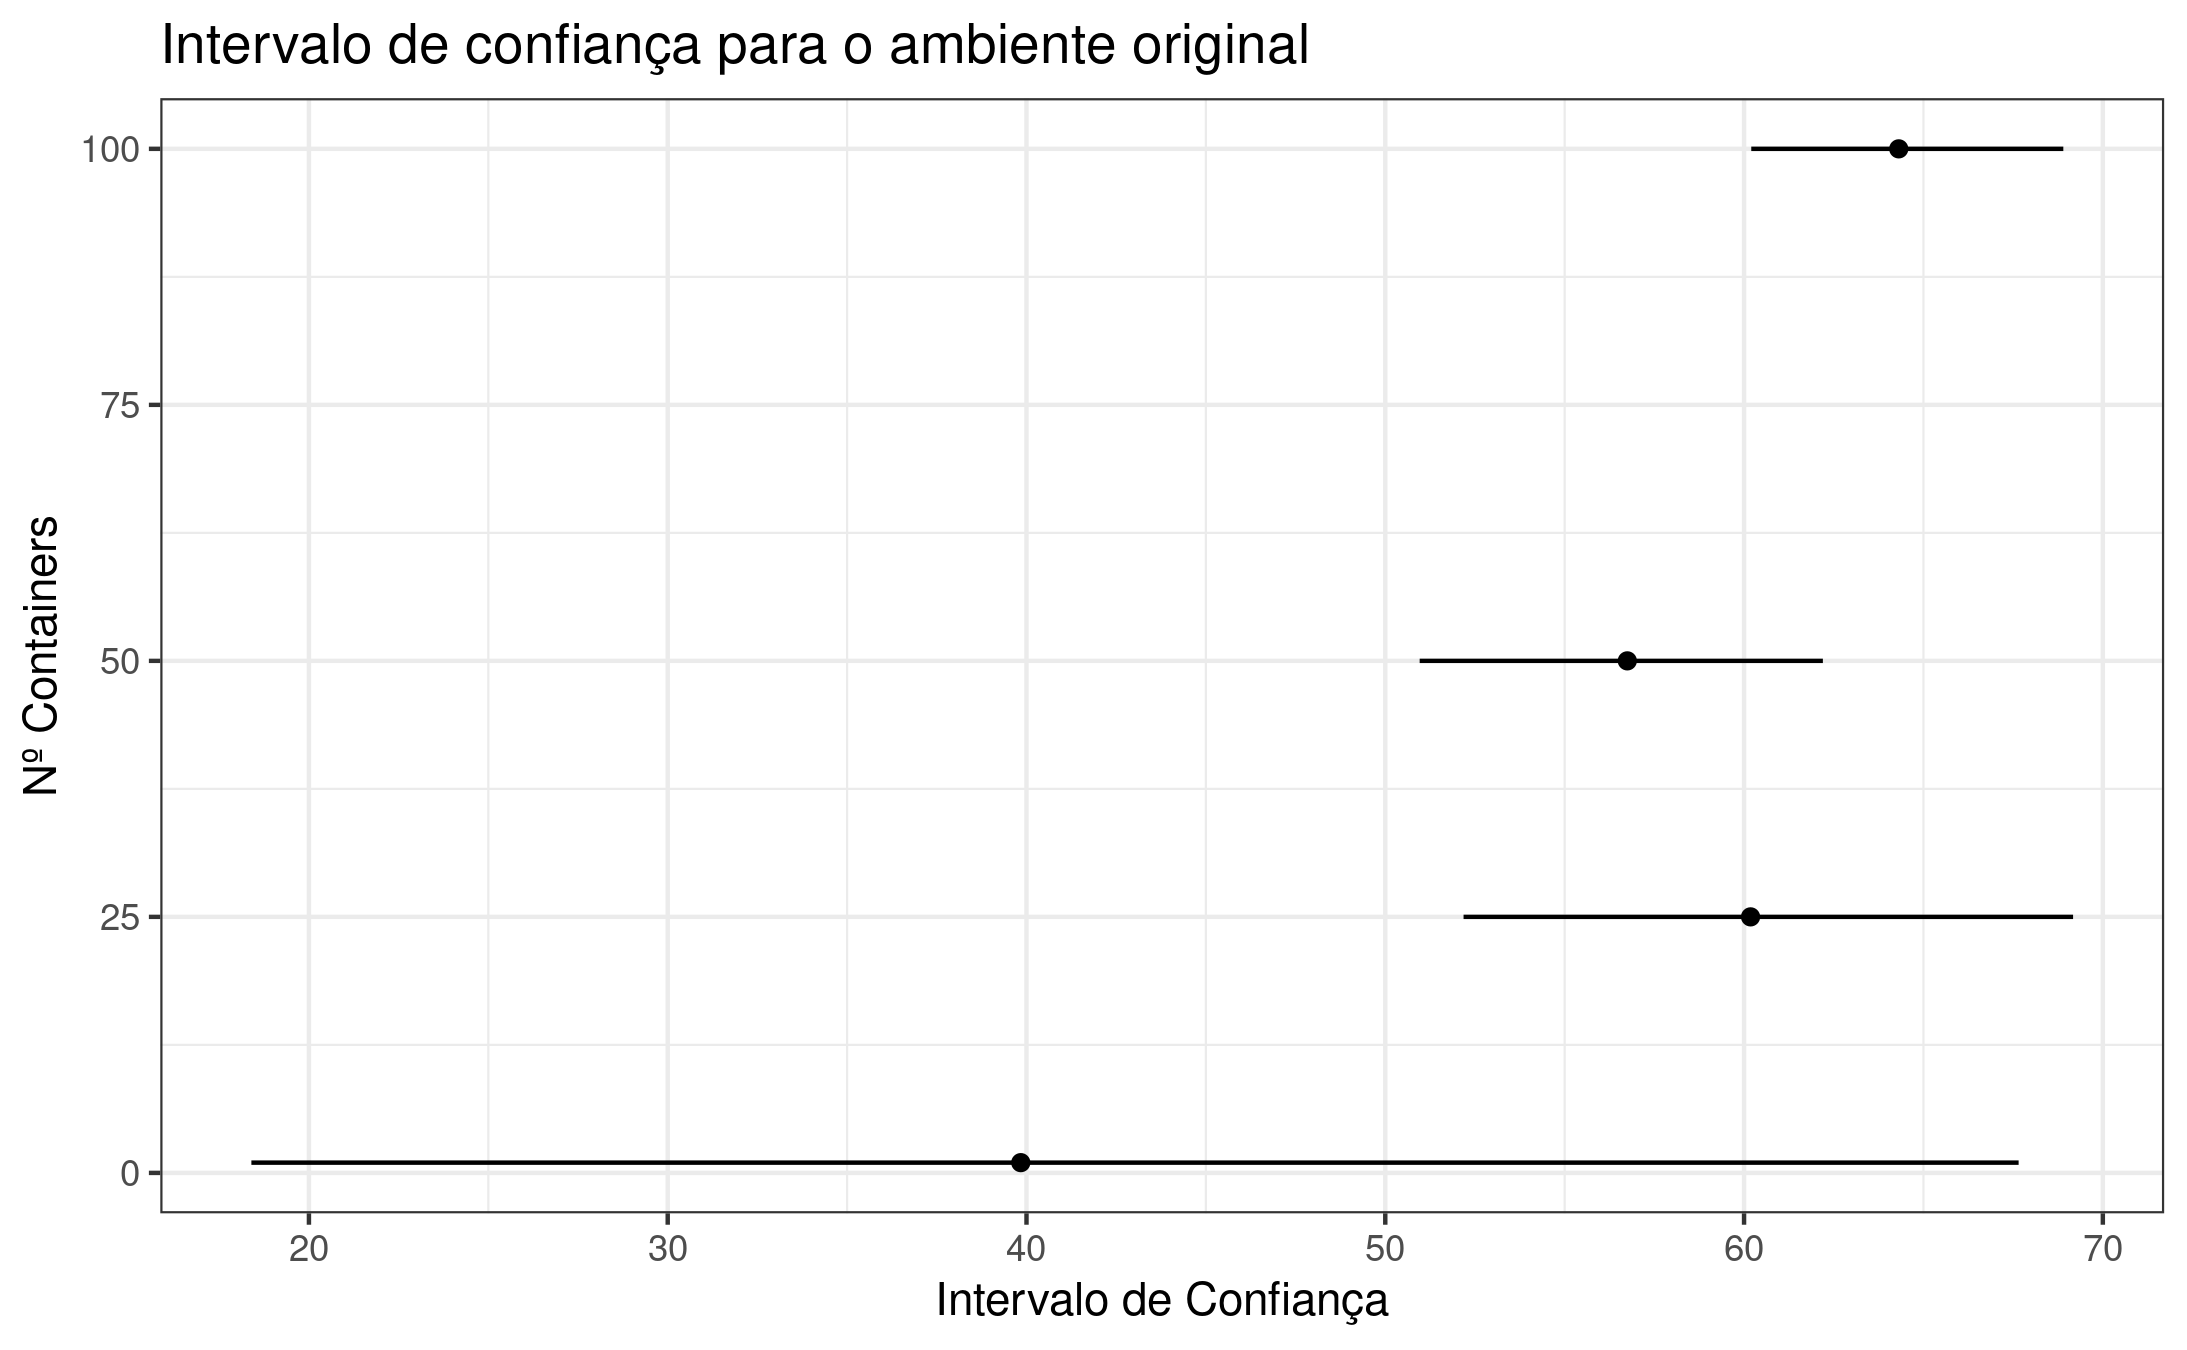 Intervalo de confiança para o ambiente original
Nº Containers
100
75
50
25
0
20 30 40 50 60 70
Intervalo de Confiança